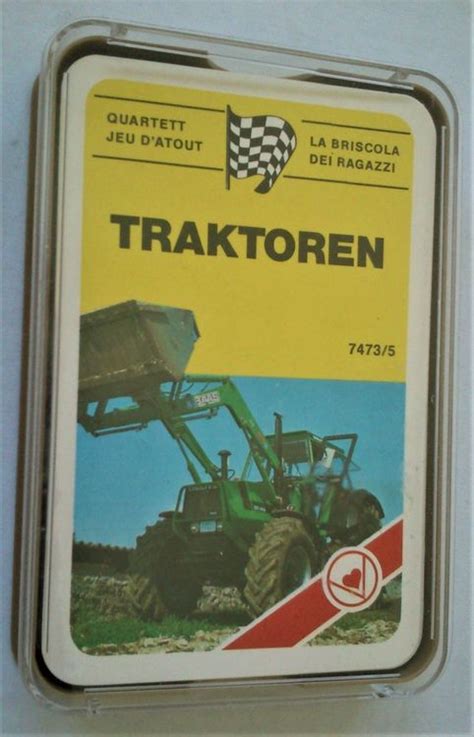 QUARTETT
JEU D'ATOUT
LA BRISCOLA
DEI RAGAZZI
TRAKTOREN
7473/5